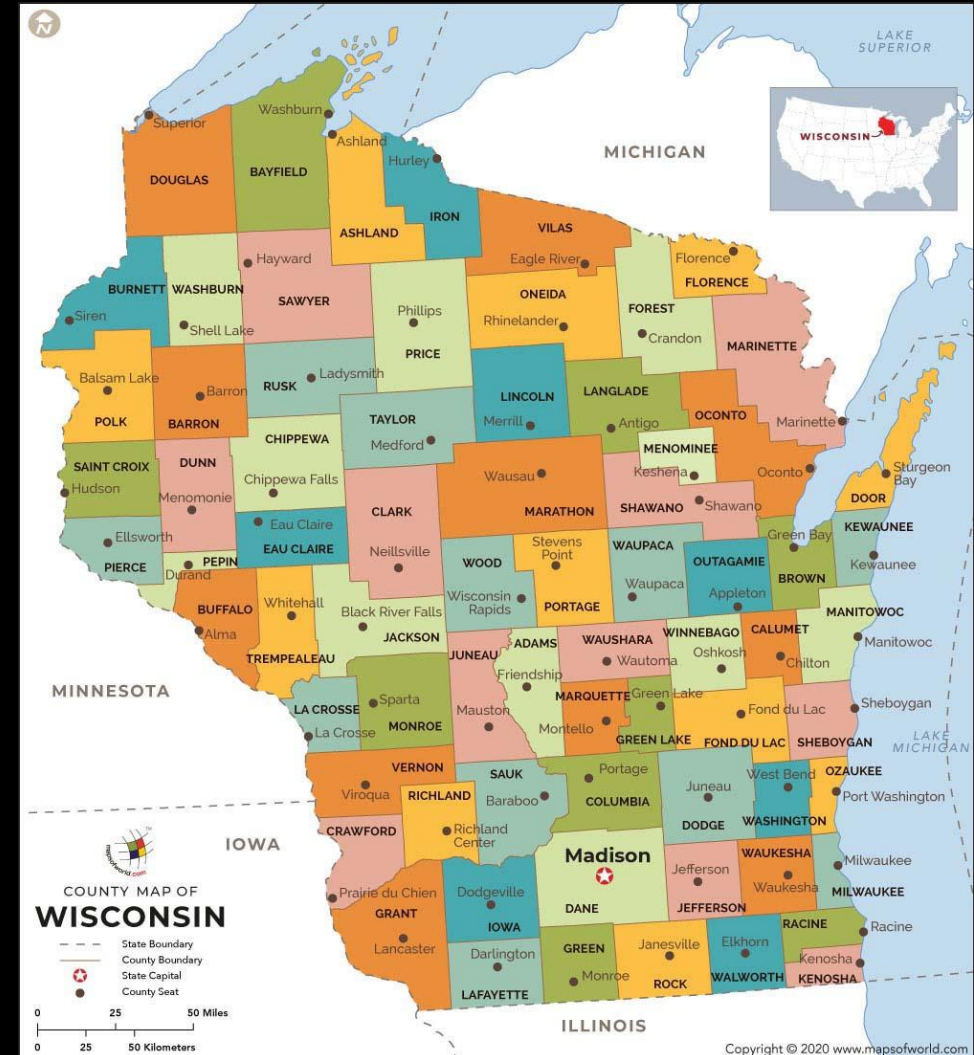 N
LAKE
SUPERIOR
WISCONSIN
MICHIGAN
Superior
Washburn
Ashland
Hurley
DOUGLAS
BAYFIELD
ASHLAND
IRON
VILAS
Eagle River
Florence
FLORENCE
Hayward
BURNETT
WASHBURN
SAWYER
Siren
Shell Lake
Phillips
PRICE
ONEIDA
Rhinelander
FOREST
Crandon
MARINETTE
Marinette
Balsam Lake
POLK
Barron
BARRON
RUSK
Ladysmith
TAYLOR
Medford
LINCOLN
Merrill
LANGLADE
Antigo
OCONTO
Oconto
MENOMINEE
Keshena
SAINT CROIX
Hudson
DUNN
Menomonie
CHIPPEWA
Chippewa Falls
CLARK
Neillsville
Wausau
MARATHON
SHAWANO
Shawano
DOOR
Sturgeon
Bay
Ellsworth
PIERCE
PEPIN
Durand
Eau Claire
EAU CLAIRE
WOOD
Wisconsin
Rapids
Stevens
Point
PORTAGE
WAUPACA
Waupaca
OUTAGAMIE
Appleton
Green Bay
BROWN
KEWAUNEE
Kewaunee
BUFFALO
Alma
Whitehall
TREMPEALEAU
Black River Falls
JACKSON
JUNEAU
Mauston
ADAMS
Friendship
WAUSHARA
Wautoma
WINNEBAGO
Oshkosh
CALUMET
Chilton
MANITOWOC
Manitowoc
MINNESOTA
LA CROSSE
La Crosse
Sparta
MONROE
MARQUETTE
Montello
Green Lake
GREEN LAKE
Fond du Lac
FOND DU LAC
Sheboygan
SHEBOYGAN
LAKE
MICHIGAN
VERNON
Viroqua
RICHLAND
Richland
Center
SAUK
Baraboo
Portage
COLUMBIA
Juneau
DODGE
West Bend
WASHINGTON
OZAUKEE
Port Washington
IOWA
CRAWFORD
Prairie du Chien
GRANT
Lancaster
Dodgeville
IOWA
Madison
DANE
Jefferson
JEFFERSON
WAUKESHA
Waukesha
Milwaukee
MILWAUKEE
Darlington
LAFAYETTE
GREEN
Monroe
Janesville
ROCK
Elkhorn
WALWORTH
RACINE
Racine
Kenosha
KENOSHA
ILLINOIS
mapsofworld.com
TM
COUNTY MAP OF
WISCONSIN
State Boundary
County Boundary
State Capital
County Seat
0 25 50 Miles
0 25 50 Kilometers
Copyright © 2020 www.mapsofworld.com